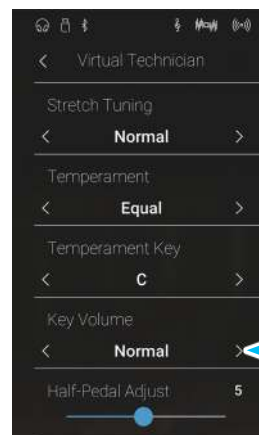 Virtual Technician
Stretch Tuning
Normal
Temperament
Equal
Temperament Key
C
Key Volume
Normal
Half-Pedal Adjust 5